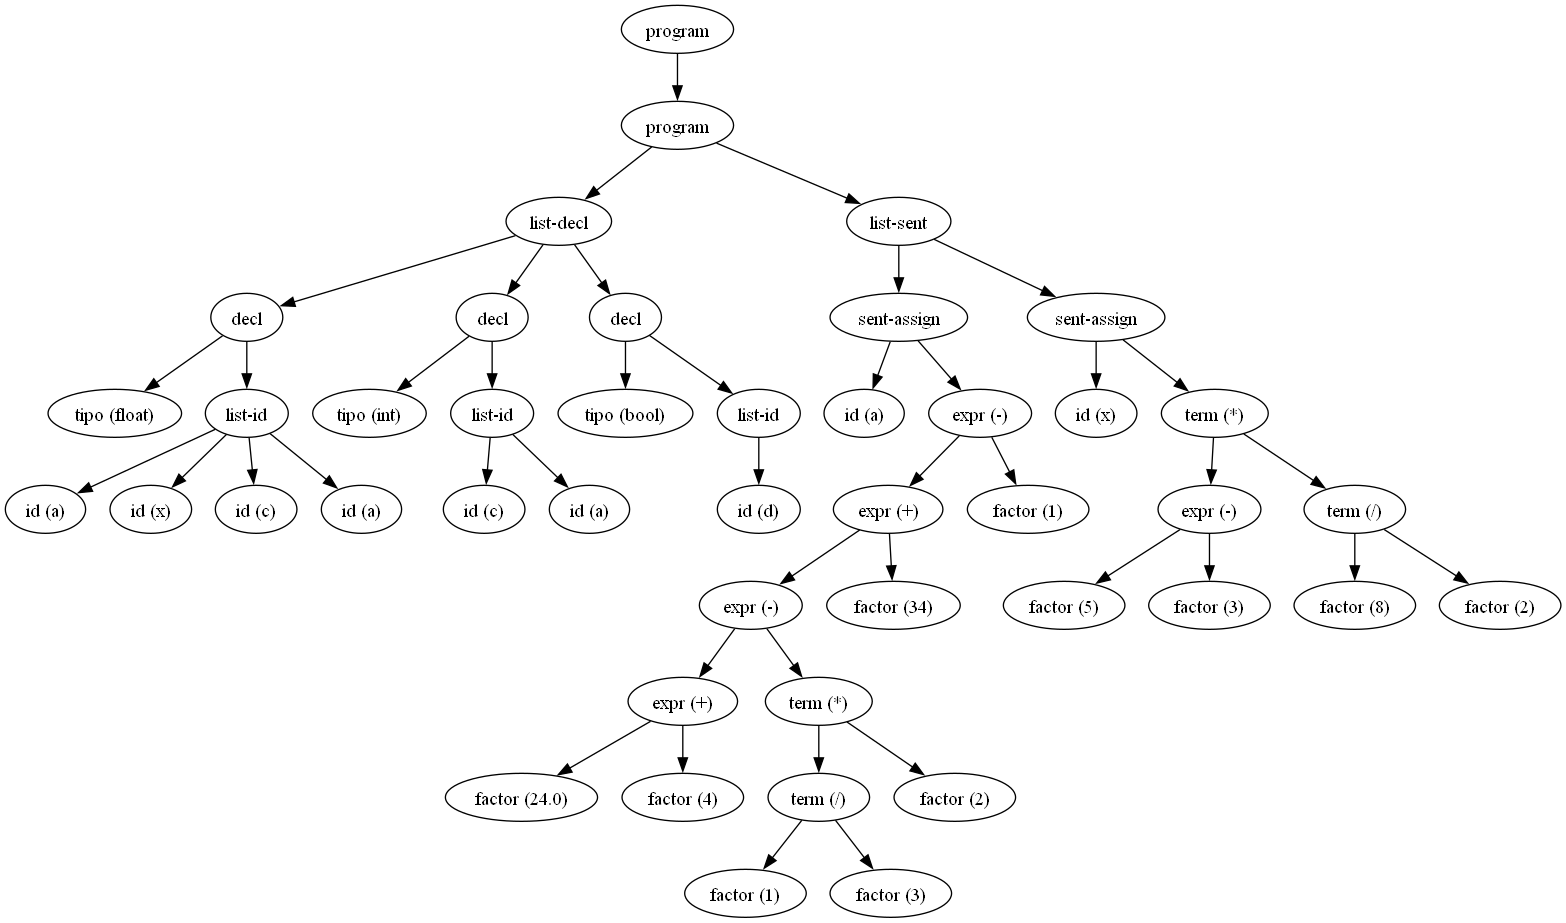 program
program
list-decl
list-sent
decl
decl
decl
sent-assign
sent-assign
tipo (float)
list-id
tipo (int)
list-id
tipo (bool)
list-id
id (a)
expr (-)
id (x)
term (*)
id (a)
id (x)
id (c)
id (a)
id (c)
id (a)
id (d)
expr (+)
factor (1)
expr (-)
term (/)
expr (-)
factor (34)
factor (5)
factor (3)
factor (8)
factor (2)
expr (+)
term (*)
factor (24.0)
factor (4)
term (/)
factor (2)
factor (1)
factor (3)